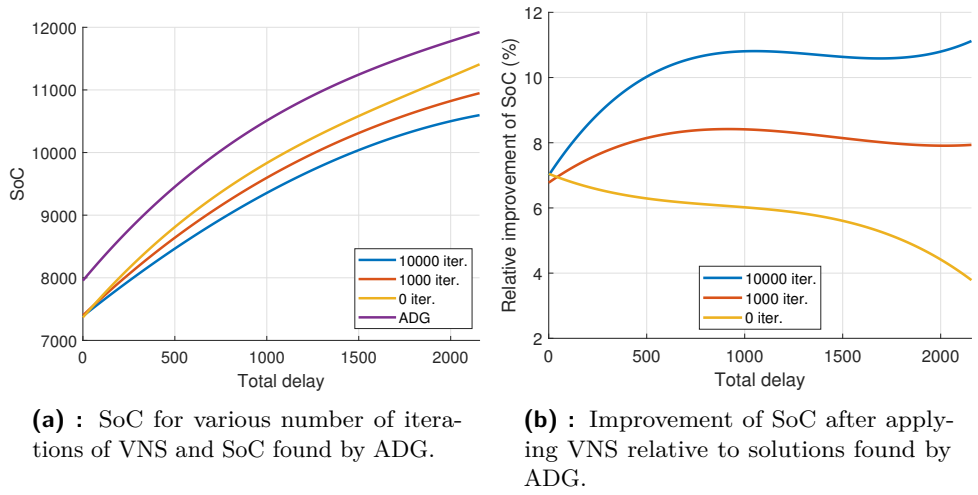 12000
11000
10000
9000
8000
7000
SoC
0
500
1000
1500
2000
Total delay
10000 iter.
1000 iter.
0 iter.
ADG
(a) : SoC for various number of itera-
tions of VNS and SoC found by ADG.
12
10
8
6
4
2
Relative improvement of SoC (%)
0
500
1000
1500
2000
Total delay
10000 iter.
1000 iter.
0 iter.
(b) : Improvement of SoC after apply-
ing VNS relative to solutions found by
ADG.